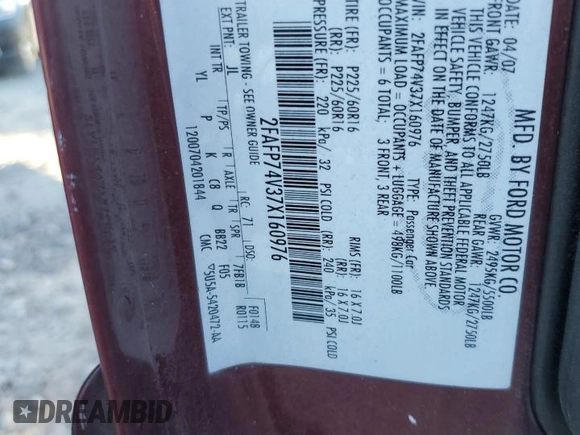 MFD. BY FORD MOTOR CO.
DATE: 04/07 GVWR: 2495KG/5500LB
FRONT GAWR: 1247KG/2750LB REAR GAWR: 1247KG/2750LB
THIS VEHICLE CONFORMS TO ALL APPLICABLE FEDERAL MOTOR
VEHICLE SAFETY, BUMPER, AND THEFT PREVENTION STANDARDS
IN EFFECT ON THE DATE OF MANUFACTURE SHOWN ABOVE.
VIN: 2FAFP74V37X160976 TYPE: Passenger Car
MAXIMUM LOAD = OCCUPANTS + LUGGAGE = 499KG/1100LB
OCCUPANTS = 6 TOTAL, 3 FRONT, 3 REAR
TIRE (FR): P225/60R16 RIMS (FR): 16 X 7.0J
(RR): P225/60R16 (RR): 16 X 7.0J
PRESSURE (FR): 220 kPa/ 32 PSI COLD (RR): 240 kPa/ 35 PSI COLD
2FAFP74V37X160976
TRAILER TOWING - SEE OWNER GUIDE
EXT PNT: JL RC: 71 DSO: F0148
R0115
TP/PS R AXLE TR SPR 7FB1B
YL P K C8 Q BB22 F05
1200704201844 CMC ▽5U5A-5420472-AA
DREAMBID